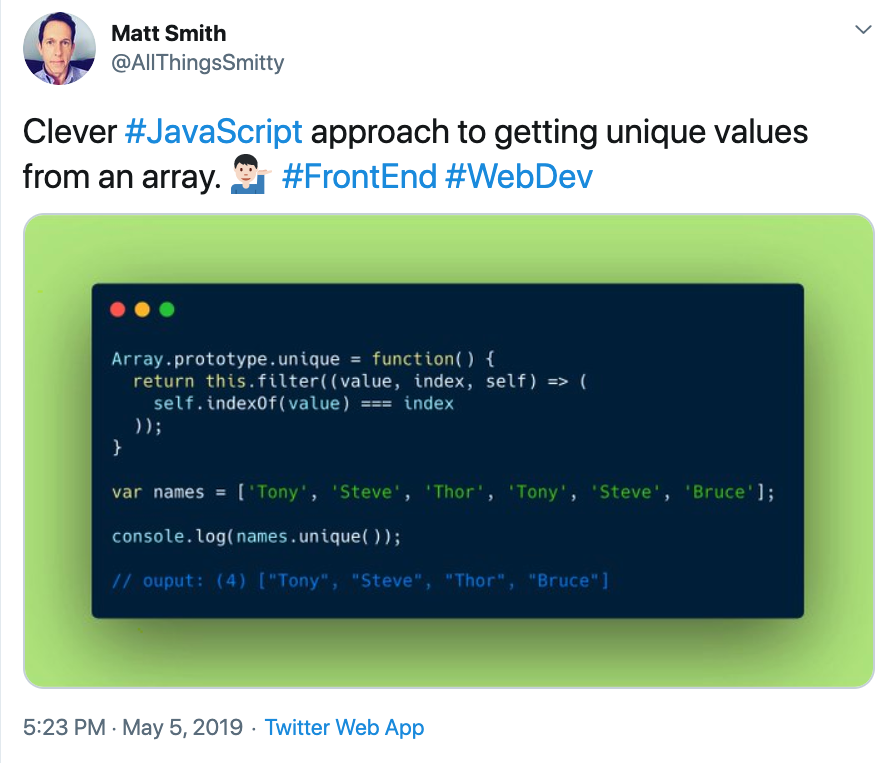 Matt Smith
@AllThingsSmitty
Clever #JavaScript approach to getting unique values
from an array. 💁🏻‍♂️ #FrontEnd #WebDev
Array.prototype.unique = function() {
  return this.filter((value, index, self) => (
    self.indexOf(value) === index
  ));
}
var names = ['Tony', 'Steve', 'Thor', 'Tony', 'Steve', 'Bruce'];
console.log(names.unique());
// ouput: (4) ["Tony", "Steve", "Thor", "Bruce"]
5:23 PM · May 5, 2019 · Twitter Web App